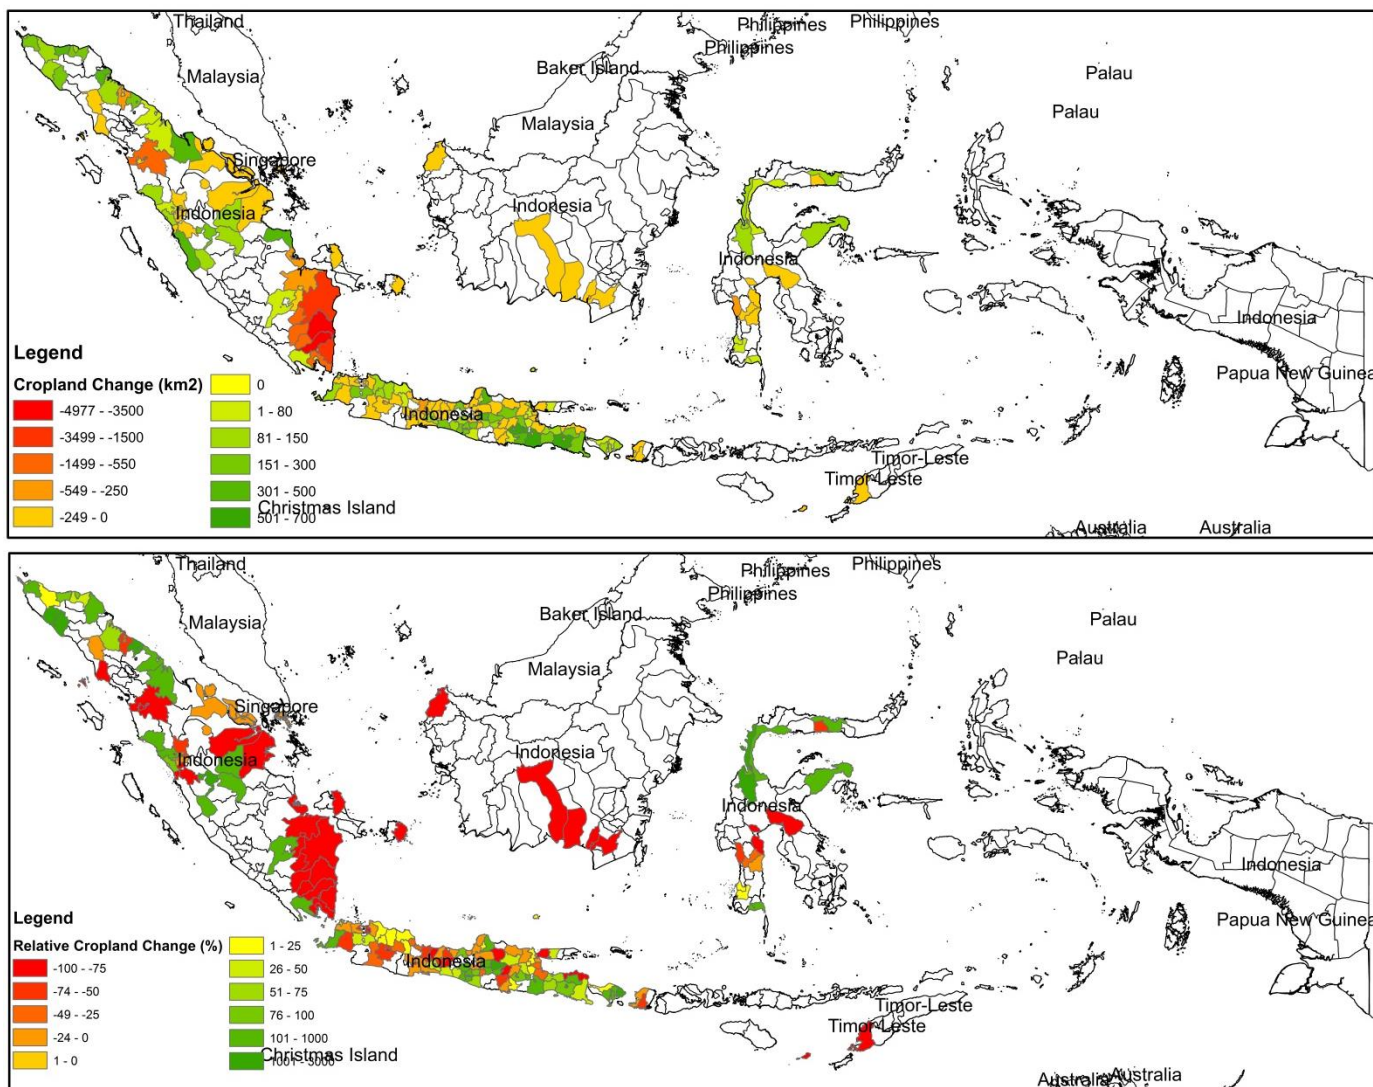 Thailand
Philippines
Philippines
Philippines
Malaysia
Baker Island
Palau
Palau
Malaysia
Singapore
Indonesia
Indonesia
Indonesia
Indonesia
Papua New Guinea
Indonesia
Timor-Leste
Timor-Leste
Christmas Island
Australia
Australia
Legend
Cropland Change (km2)
-4977 - -3500
-3499 - -1500
-1499 - -550
-549 - -250
-249 - 0
0
1 - 80
81 - 150
151 - 300
301 - 500
501 - 700
Thailand
Philippines
Philippines
Philippines
Malaysia
Baker Island
Palau
Palau
Malaysia
Singapore
Indonesia
Indonesia
Indonesia
Indonesia
Papua New Guinea
Indonesia
Timor-Leste
Timor-Leste
Christmas Island
Australia
Australia
Legend
Relative Cropland Change (%)
-100 - -75
-74 - -50
-49 - -25
-24 - 0
1 - 0
1 - 25
26 - 50
51 - 75
76 - 100
101 - 1000
1001 - 3000